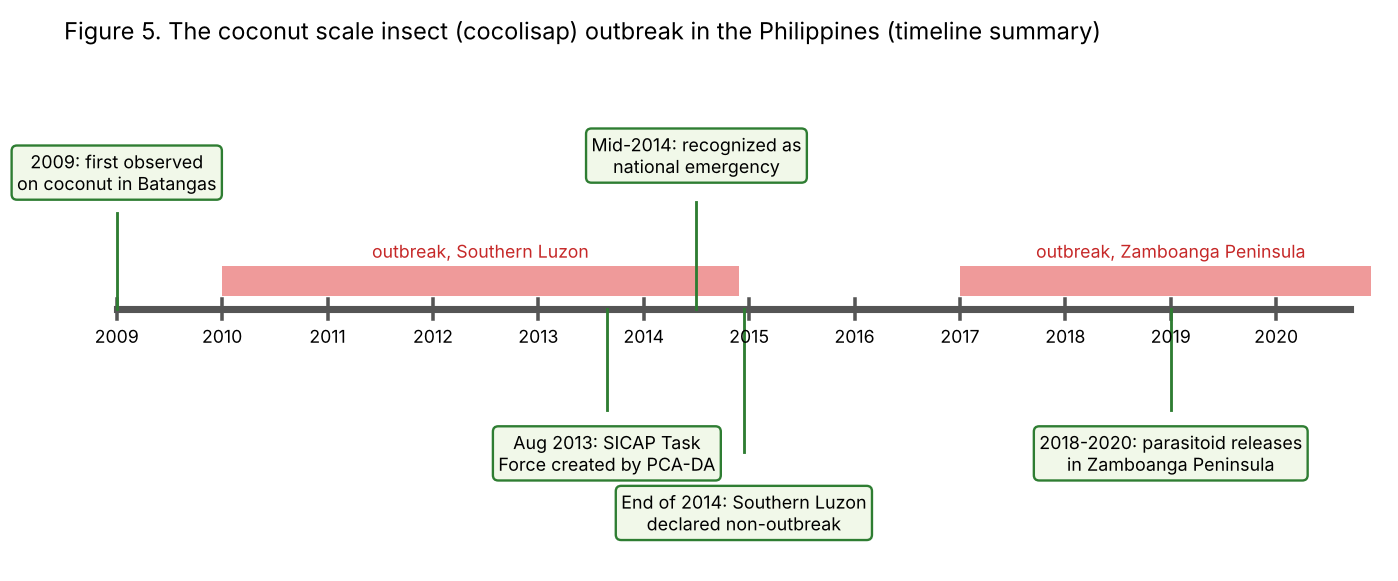 Figure 5. The coconut scale insect (cocolisap) outbreak in the Philippines (timeline summary)
Mid-2014: recognized as
national emergency
2009: first observed
on coconut in Batangas
outbreak, Southern Luzon
outbreak, Zamboanga Peninsula
2009 2010 2011 2012 2013 2014 2015 2016 2017 2018 2019 2020
Aug 2013: SICAP Task
Force created by PCA-DA
2018-2020: parasitoid releases
in Zamboanga Peninsula
End of 2014: Southern Luzon
declared non-outbreak